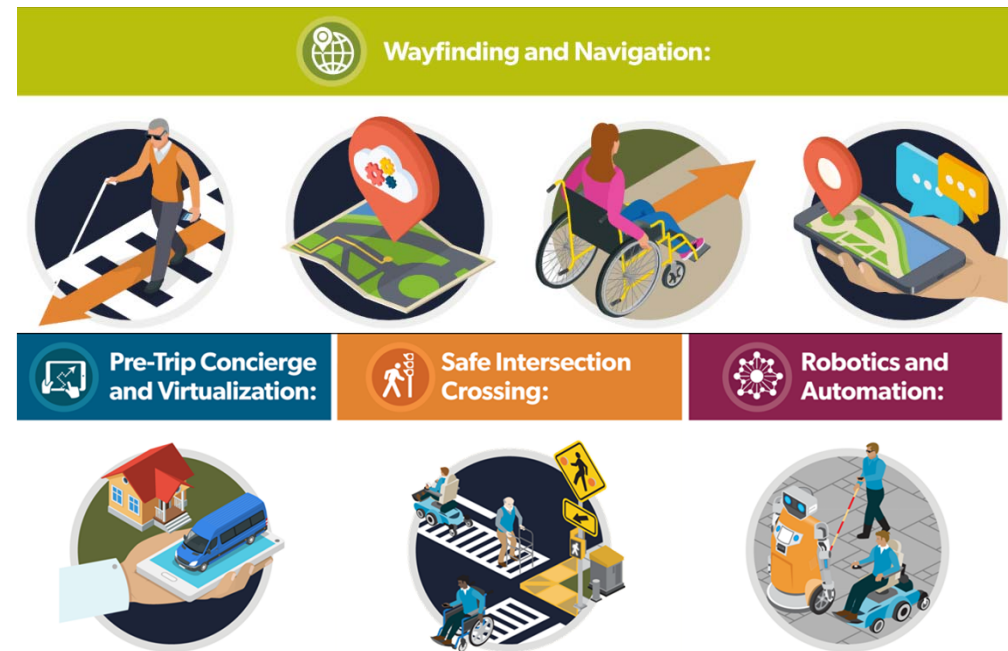 Wayfinding and Navigation:
Pre-Trip Concierge
and Virtualization:
Safe Intersection
Crossing:
Robotics and
Automation: